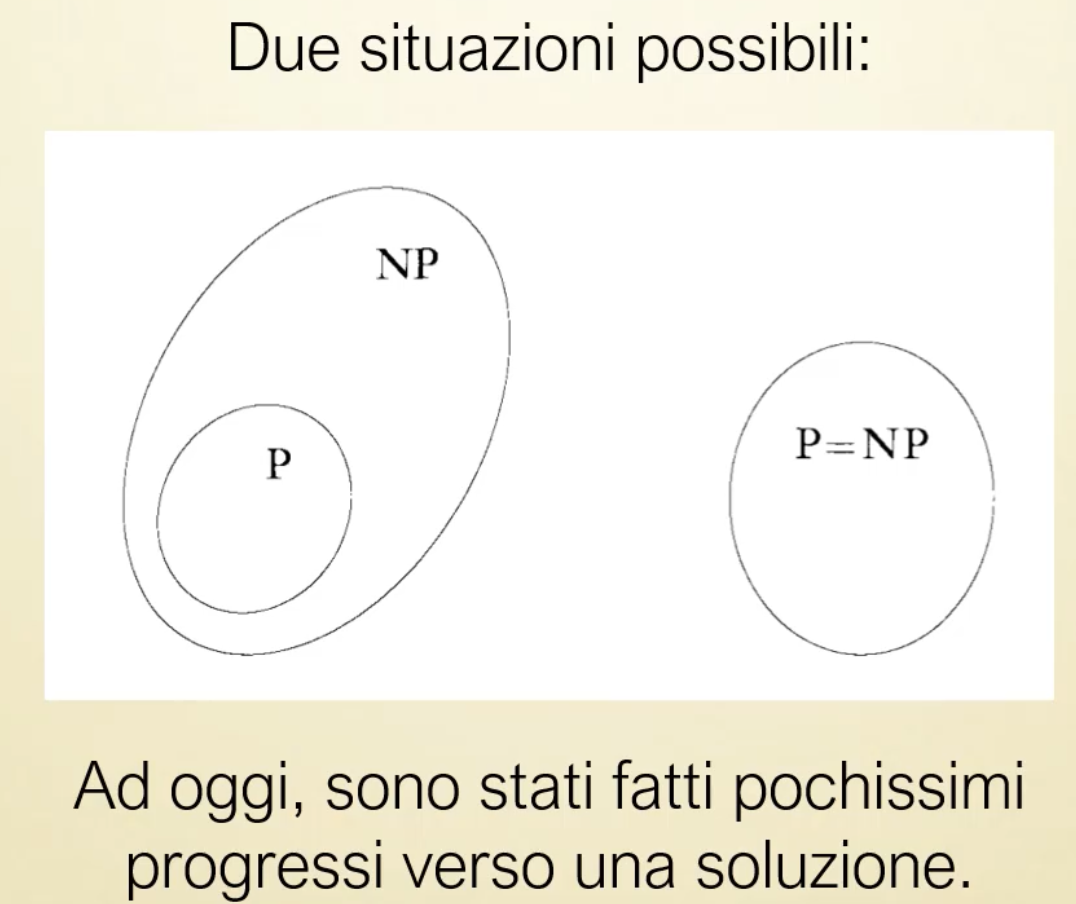 Due situazioni possibili:
NP
P
P=NP
Ad oggi, sono stati fatti pochissimi
progressi verso una soluzione.